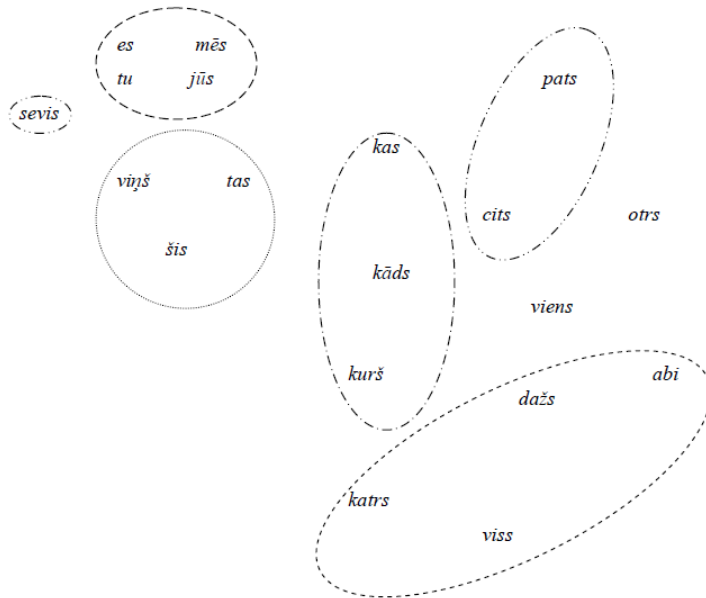 es mēs
tu jūs
pats
sevis
kas
viņš tas
cits otrs
šis
kāds
viens
kurš abi
dažs
katrs
viss